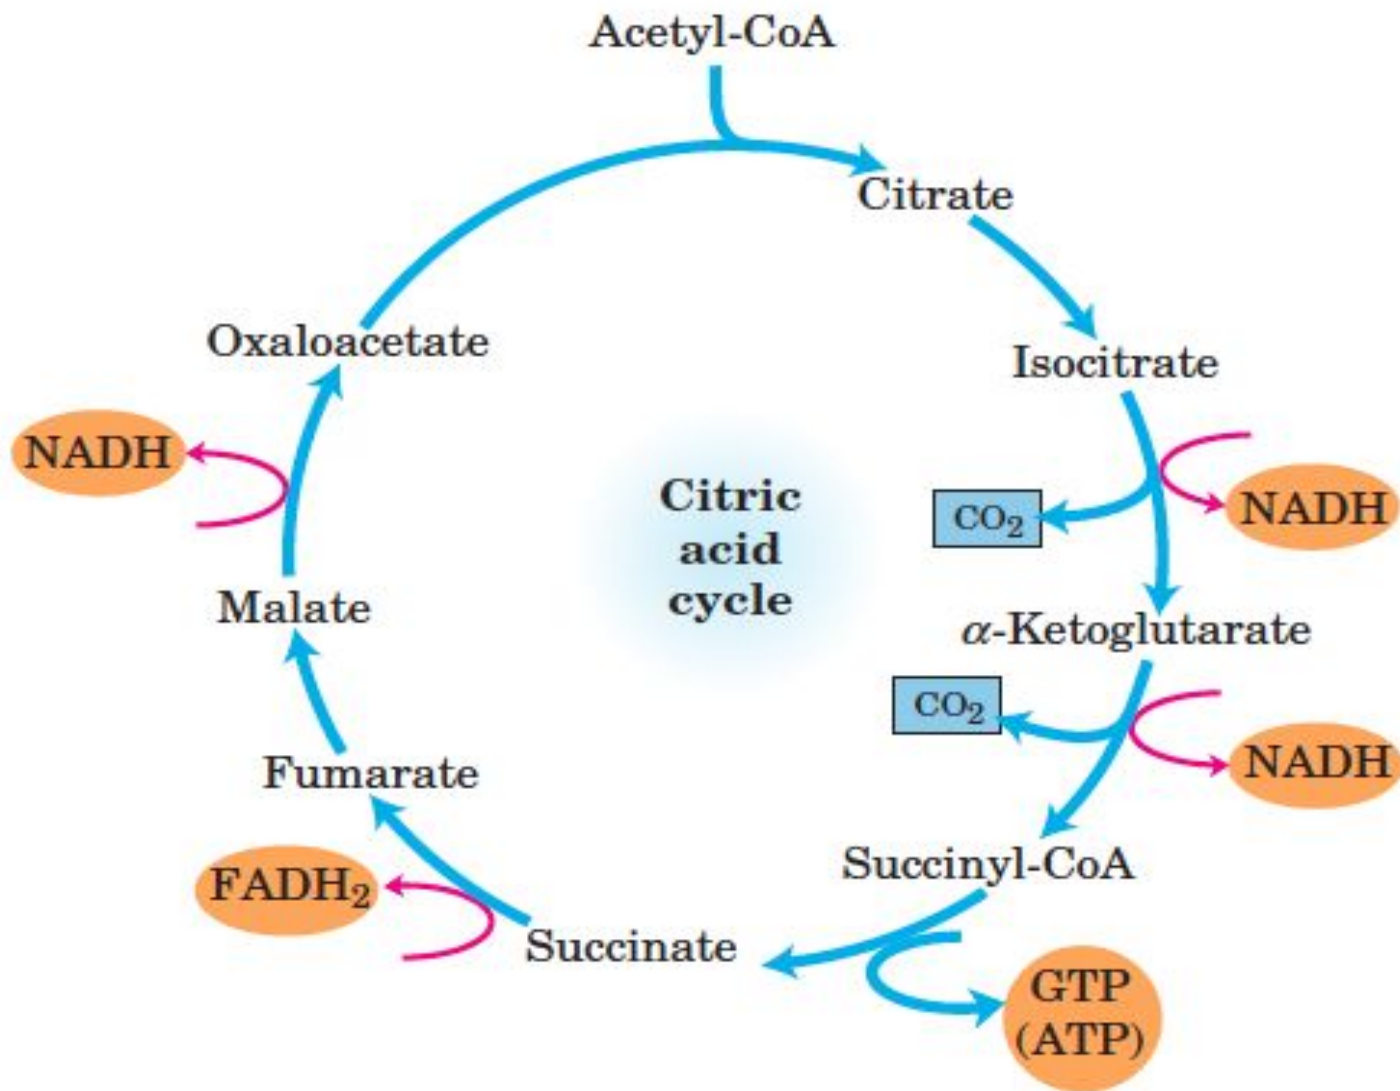 Acetyl-CoA
Citrate
Oxaloacetate
Isocitrate
NADH
Citric
acid
cycle
CO₂
NADH
Malate
α-Ketoglutarate
CO₂
NADH
Fumarate
Succinyl-CoA
FADH₂
Succinate
GTP
(ATP)